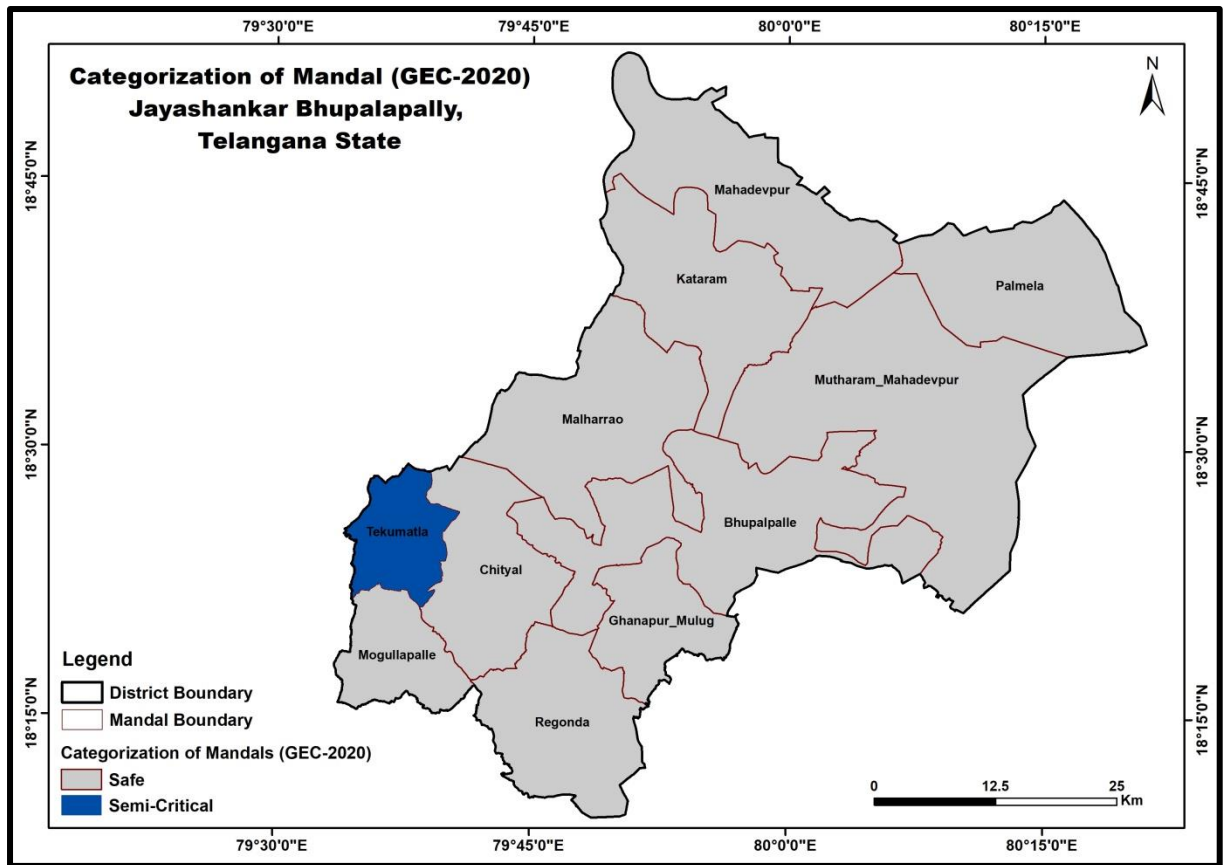 79°30'0"E
79°45'0"E
80°0'0"E
80°15'0"E
Categorization of Mandal (GEC-2020)
Jayashankar Bhupalapally,
Telangana State
N
18°45'0"N
18°45'0"N
Mahadevpur
Kataram
Palmela
Mutharam_Mahadevpur
Malharrao
18°30'0"N
18°30'0"N
Tekumatla
Bhupalpalle
Chityal
Ghanapur_Mulug
Mogullapalle
Regonda
18°15'0"N
18°15'0"N
Legend
District Boundary
Mandal Boundary
Categorization of Mandals (GEC-2020)
Safe
Semi-Critical
0 12.5 25
Km
79°30'0"E
79°45'0"E
80°0'0"E
80°15'0"E